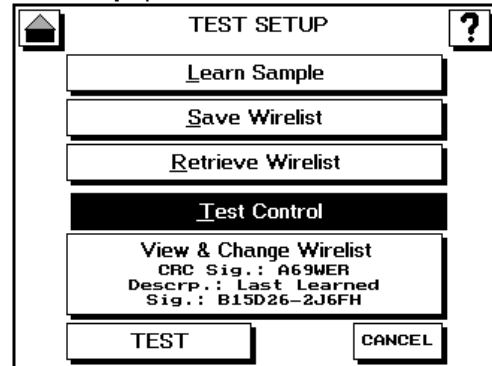 TEST SETUP
?
Learn Sample
Save Wirelist
Retrieve Wirelist
Test Control
View & Change Wirelist
CRC Sig.: A69WER
Descrp.: Last Learned
Sig.: B15D26-2J6FH
TEST
CANCEL